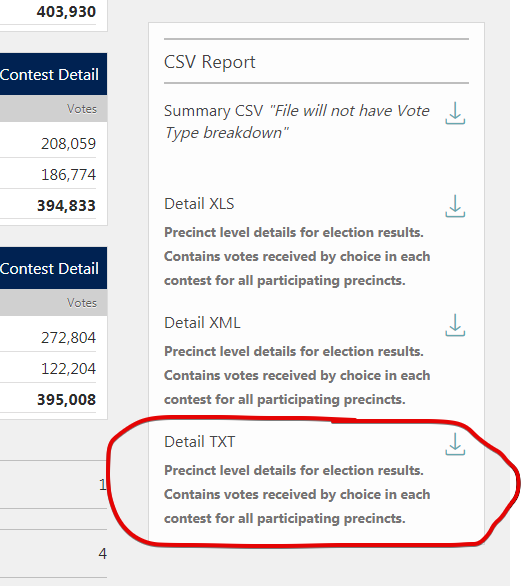 403,930
Contest Detail
Votes
208,059
186,774
394,833
Contest Detail
Votes
272,804
122,204
395,008
1
4
CSV Report
Summary CSV "File will not have Vote
Type breakdown"
Detail XLS
Precinct level details for election results.
Contains votes received by choice in each
contest for all participating precincts.
Detail XML
Precinct level details for election results.
Contains votes received by choice in each
contest for all participating precincts.
Detail TXT
Precinct level details for election results.
Contains votes received by choice in each
contest for all participating precincts.